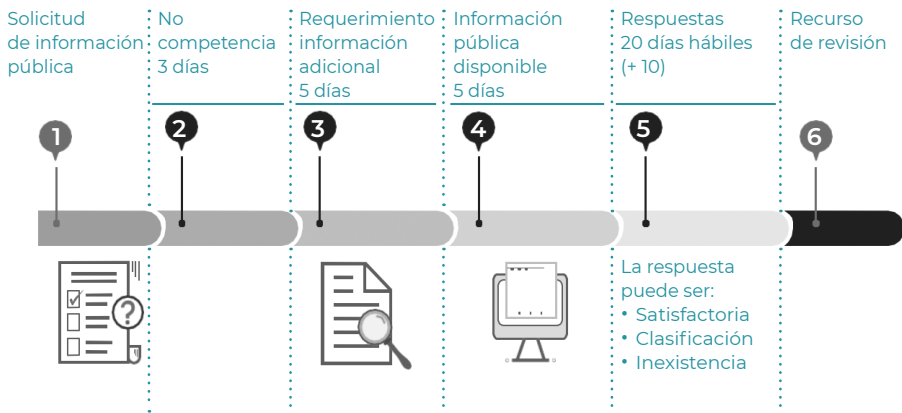 Solicitud
de información
pública
No
competencia
3 días
Requerimiento
información
adicional
5 días
Información
pública
disponible
5 días
Respuestas
20 días hábiles
(+ 10)
Recurso
de revisión
1
2
3
4
5
6
?
La respuesta
puede ser:
• Satisfactoria
• Clasificación
• Inexistencia